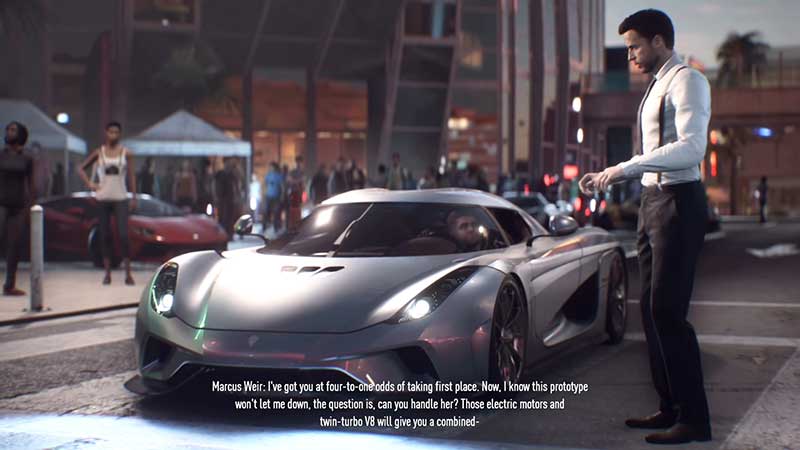 Marcus Weir: I've got you at four-to-one odds of taking first place. Now, I know this prototype
won't let me down, the question is, can you handle her? Those electric motors and
twin-turbo V8 will give you a combined-